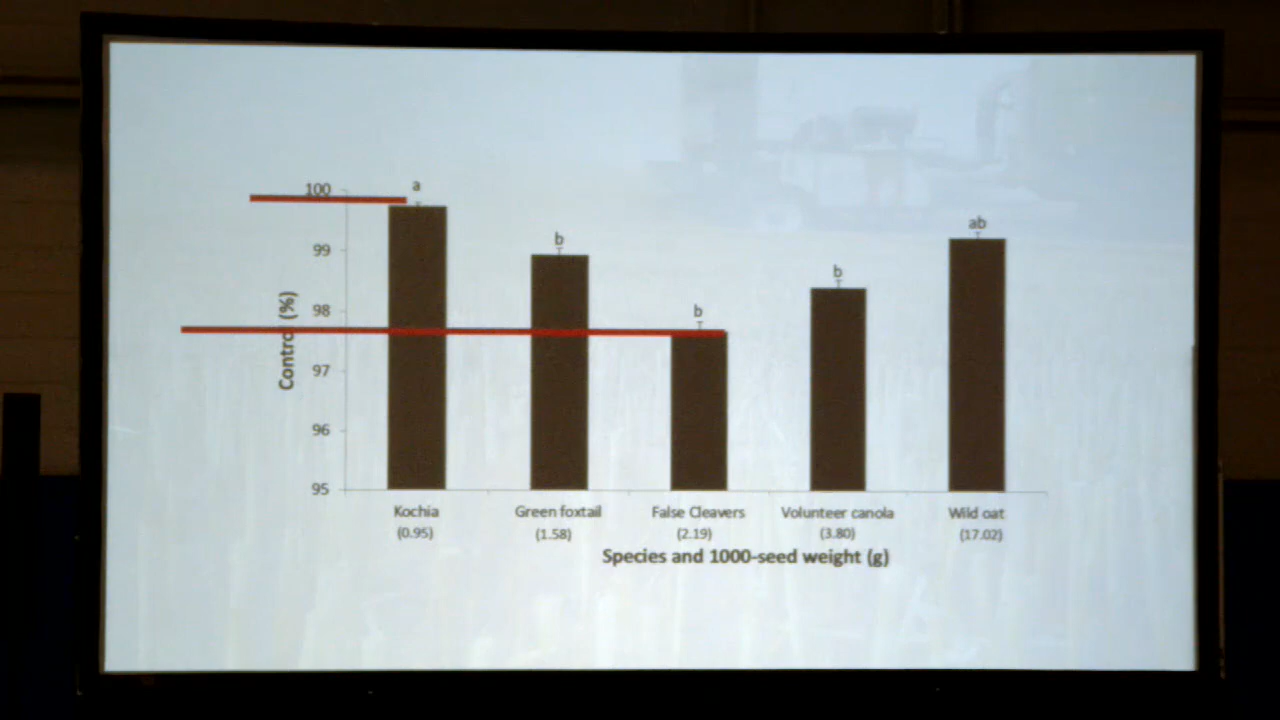 100
99
98
97
96
95
Control (%)
a
b
b
b
ab
Kochia
(0.95)
Green foxtail
(1.58)
False Cleavers
(2.19)
Volunteer canola
(3.80)
Wild oat
(17.02)
Species and 1000-seed weight (g)